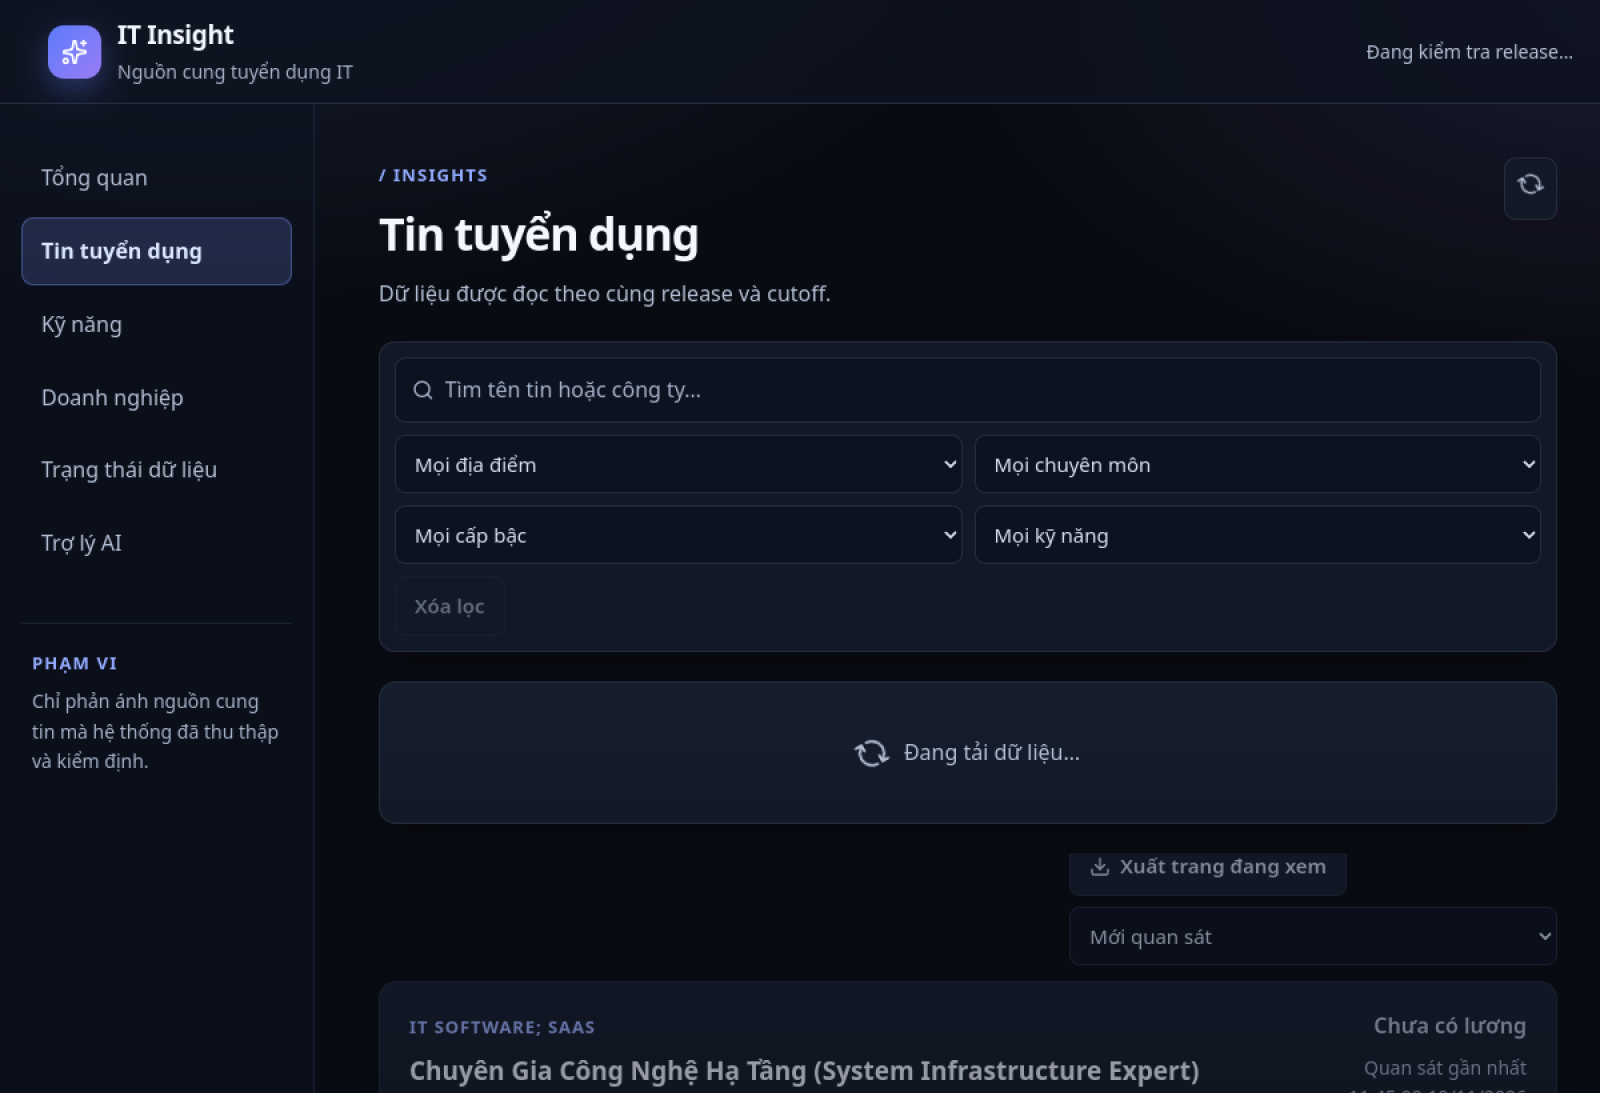 IT Insight
Nguồn cung tuyển dụng IT
Đang kiểm tra release...
Tổng quan
Tin tuyển dụng
Kỹ năng
Doanh nghiệp
Trạng thái dữ liệu
Trợ lý AI
PHẠM VI
Chỉ phản ánh nguồn cung
tin mà hệ thống đã thu thập
và kiểm định.
/ INSIGHTS
Tin tuyển dụng
Dữ liệu được đọc theo cùng release và cutoff.
Tìm tên tin hoặc công ty...
Mọi địa điểm
Mọi chuyên môn
Mọi cấp bậc
Mọi kỹ năng
Xóa lọc
Đang tải dữ liệu...
Xuất trang đang xem
Mới quan sát
IT SOFTWARE; SAAS
Chưa có lương
Chuyên Gia Công Nghệ Hạ Tầng (System Infrastructure Expert)
Quan sát gần nhất